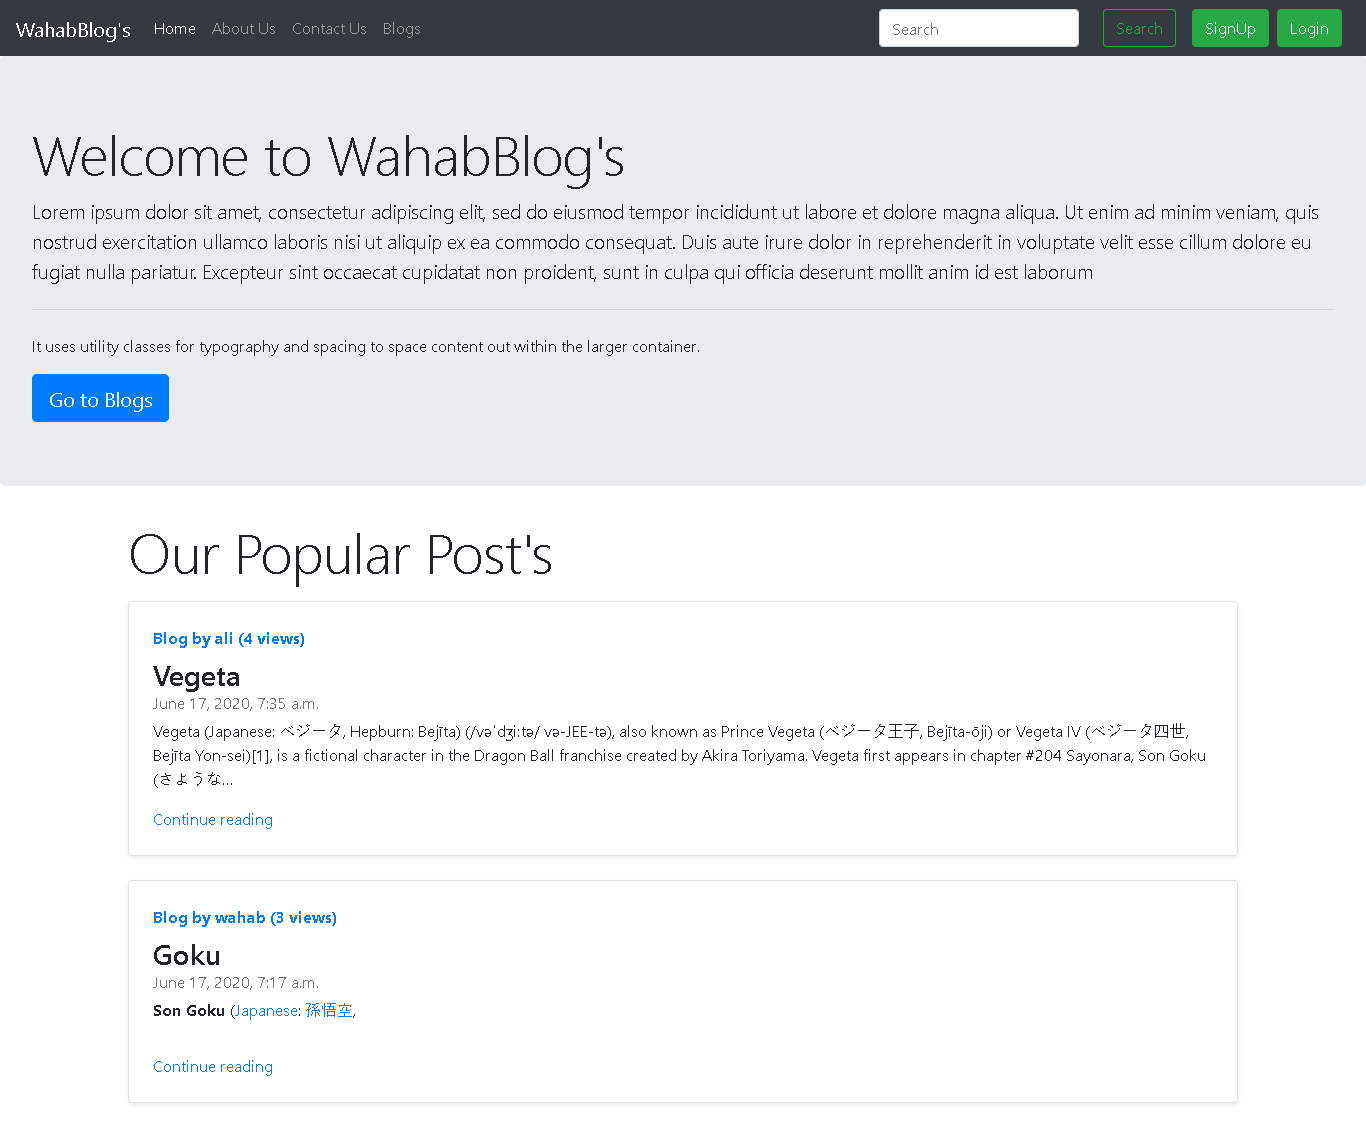 WahabBlog's Home About Us Contact Us Blogs Search Search SignUp Login
Welcome to WahabBlog's
Lorem ipsum dolor sit amet, consectetur adipiscing elit, sed do eiusmod tempor incididunt ut labore et dolore magna aliqua. Ut enim ad minim veniam, quis
nostrud exercitation ullamco laboris nisi ut aliquip ex ea commodo consequat. Duis aute irure dolor in reprehenderit in voluptate velit esse cillum dolore eu
fugiat nulla pariatur. Excepteur sint occaecat cupidatat non proident, sunt in culpa qui officia deserunt mollit anim id est laborum
It uses utility classes for typography and spacing to space content out within the larger container.
Go to Blogs
Our Popular Post's
Blog by ali (4 views)
Vegeta
June 17, 2020, 7:35 a.m.
Vegeta (Japanese: ベジータ, Hepburn: Bejīta) (/vəˈdʒiːtə/ və-JEE-tə), also known as Prince Vegeta (ベジータ王子, Bejīta-ōji) or Vegeta IV (ベジータ四世,
Bejīta Yon-sei)[1], is a fictional character in the Dragon Ball franchise created by Akira Toriyama. Vegeta first appears in chapter #204 Sayonara, Son Goku
(さような…
Continue reading
Blog by wahab (3 views)
Goku
June 17, 2020, 7:17 a.m.
Son Goku (Japanese: 孫悟空,
Continue reading